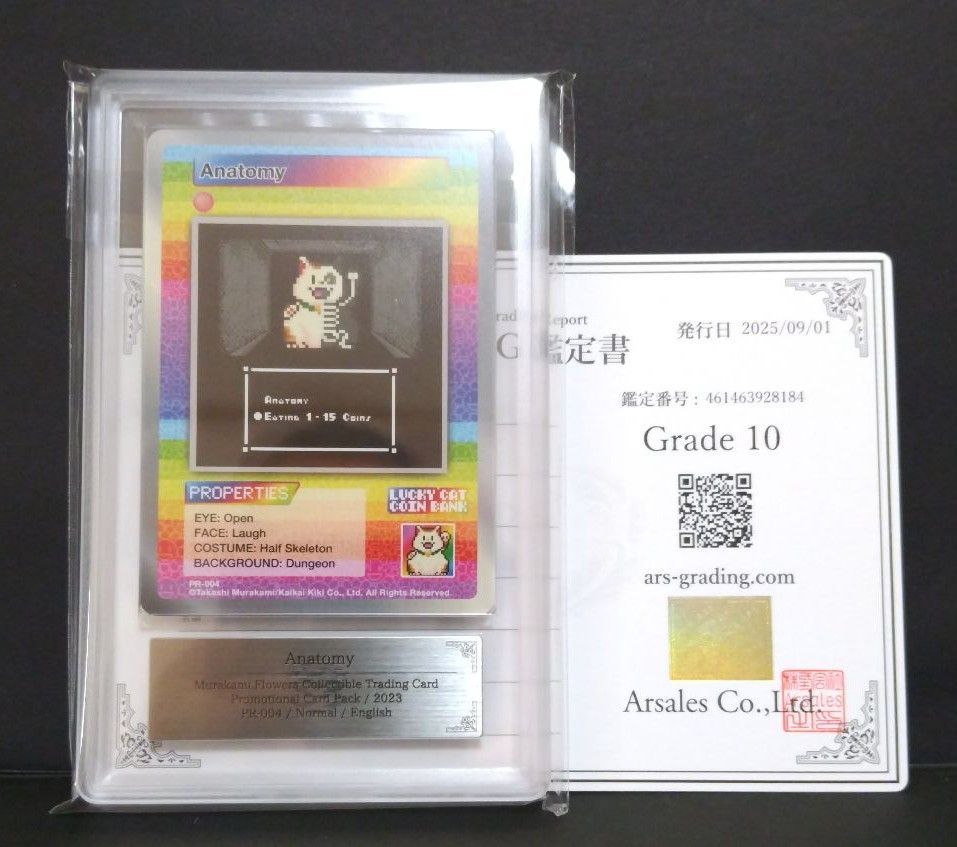 Anatomy
Anatomy
Eating 1 - 15 Coins
PROPERTIES
LUCKY CAT
COIN BANK
EYE: Open
FACE: Laugh
COSTUME: Half Skeleton
BACKGROUND: Dungeon
PR-004
©Takashi Murakami/Kaikai Kiki Co., Ltd. All Rights Reserved.
Anatomy
Murakami.Flowers Collectible Trading Card
Promotional Card Pack / 2023
PR-004 / Normal / English
Report
G 鑑定書
発行日 2025/09/01
鑑定番号 : 461463928184
Grade 10
ars-grading.com
Arsales Co.,Ltd.
Arsales